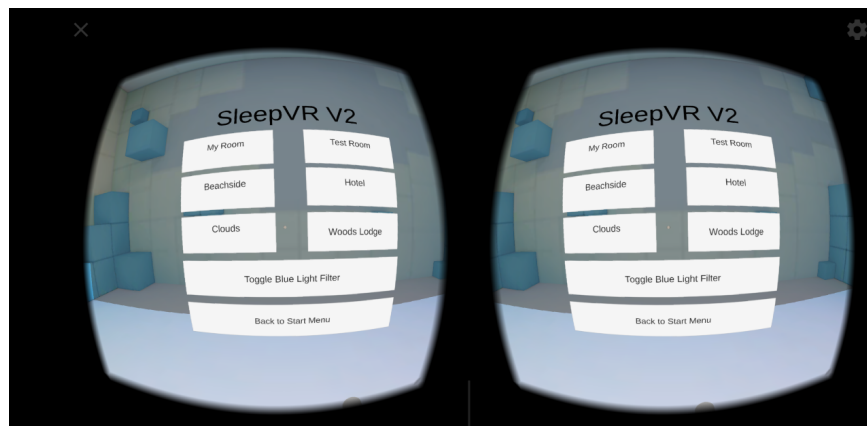 SleepVR V2
My Room
Test Room
Beachside
Hotel
Clouds
Woods Lodge
Toggle Blue Light Filter
Back to Start Menu
SleepVR V2
My Room
Test Room
Beachside
Hotel
Clouds
Woods Lodge
Toggle Blue Light Filter
Back to Start Menu